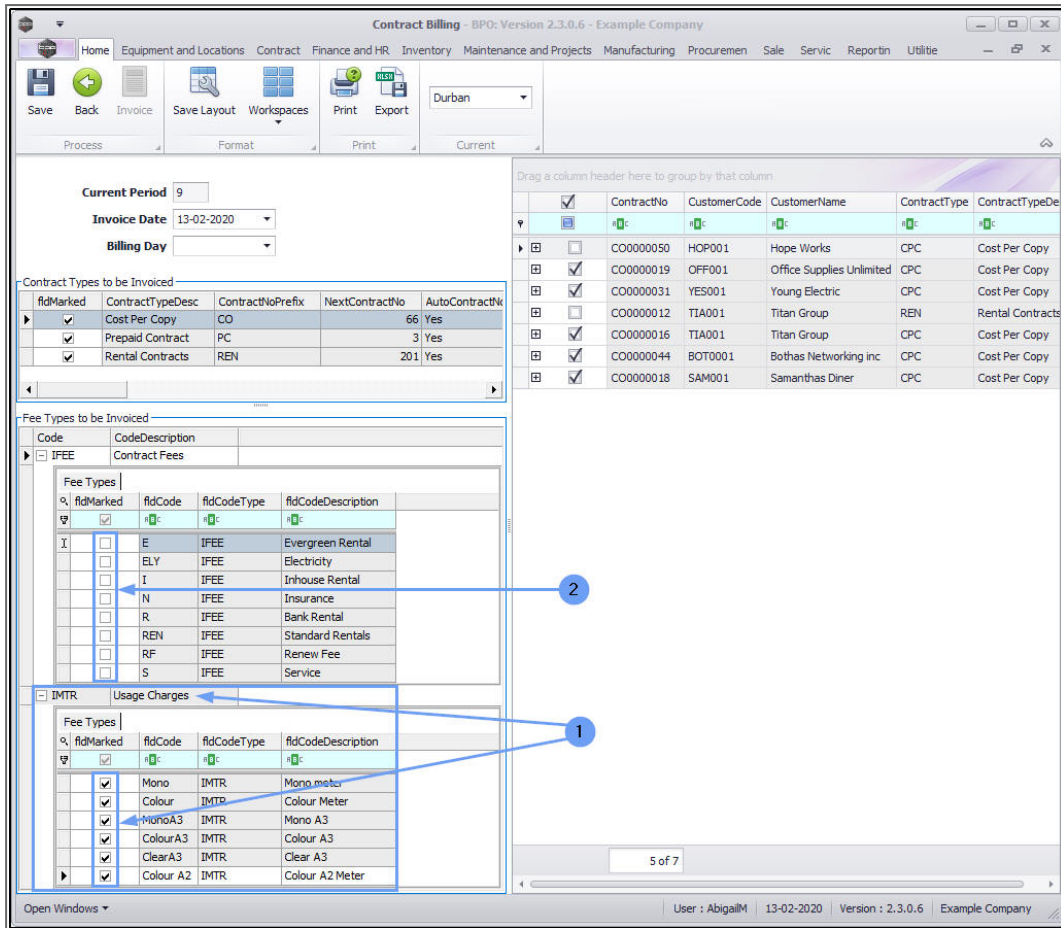 Contract Billing - BPO: Version 2.3.0.6 - Example Company
Home Equipment and Locations Contract Finance and HR Inventory Maintenance and Projects Manufacturing Procuremen Sale Servic Reportin Utilitie
Save Back Invoice Save Layout Workspaces Print Export Durban
Process Format Print Current
Current Period 9
Invoice Date 13-02-2020
Billing Day
Contract Types to be Invoiced
fldMarked ContractTypeDesc ContractNoPrefix NextContractNo AutoContractNo
Cost Per Copy CO 66 Yes
Prepaid Contract PC 3 Yes
Rental Contracts REN 201 Yes
Fee Types to be Invoiced
Code CodeDescription
IFEE Contract Fees
Fee Types
fldMarked fldCode fldCodeType fldCodeDescription
E IFEE Evergreen Rental
ELY IFEE Electricity
I IFEE Inhouse Rental
N IFEE Insurance
R IFEE Bank Rental
REN IFEE Standard Rentals
RF IFEE Renew Fee
S IFEE Service
IMTR Usage Charges
Fee Types
fldMarked fldCode fldCodeType fldCodeDescription
Mono IMTR Mono meter
Colour IMTR Colour Meter
MonoA3 IMTR Mono A3
ColourA3 IMTR Colour A3
ClearA3 IMTR Clear A3
Colour A2 IMTR Colour A2 Meter
2
1
Drag a column header here to group by that column
ContractNo CustomerCode CustomerName ContractType ContractTypeDe
CO0000050 HOP001 Hope Works CPC Cost Per Copy
CO0000019 OFF001 Office Supplies Unlimited CPC Cost Per Copy
CO0000031 YES001 Young Electric CPC Cost Per Copy
CO0000012 TIA001 Titan Group REN Rental Contracts
CO0000016 TIA001 Titan Group CPC Cost Per Copy
CO0000044 BOT0001 Bothas Networking inc CPC Cost Per Copy
CO0000018 SAM001 Samanthas Diner CPC Cost Per Copy
5 of 7
Open Windows User : AbigailM 13-02-2020 Version : 2.3.0.6 Example Company